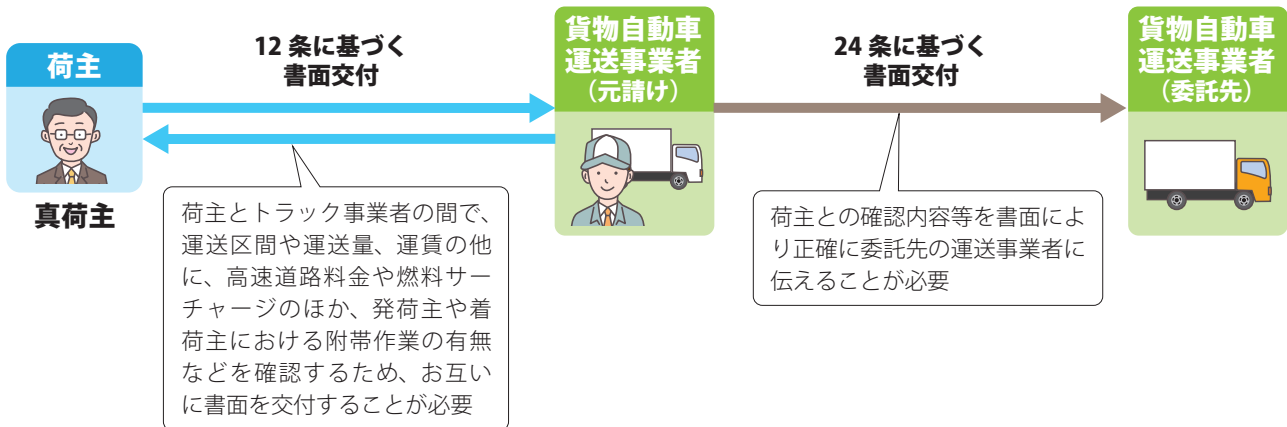 荷主
真荷主
12 条に基づく
書面交付
荷主とトラック事業者の間で、
運送区間や運送量、運賃の他
に、高速道路料金や燃料サー
チャージのほか、発荷主や着
荷主における附帯作業の有無
などを確認するため、お互い
に書面を交付することが必要
貨物自動車
運送事業者
（元請け）
24 条に基づく
書面交付
荷主との確認内容等を書面によ
り正確に委託先の運送事業者に
伝えることが必要
貨物自動車
運送事業者
（委託先）